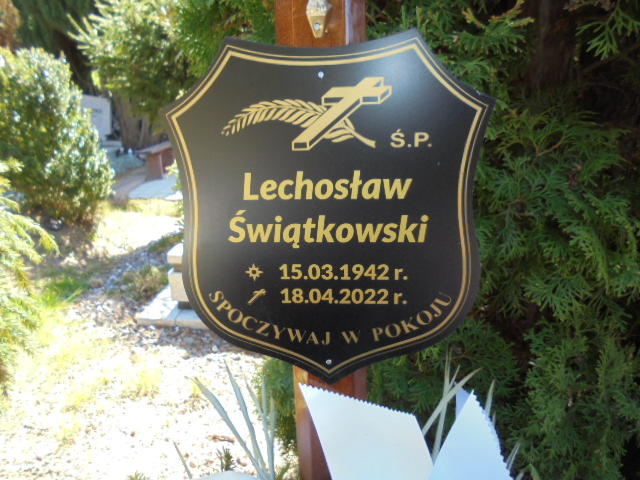 Ś.P.
Lechosław
Świątkowski
15.03.1942 r.
18.04.2022 r.
SPOCZYWAJ W POKOJU